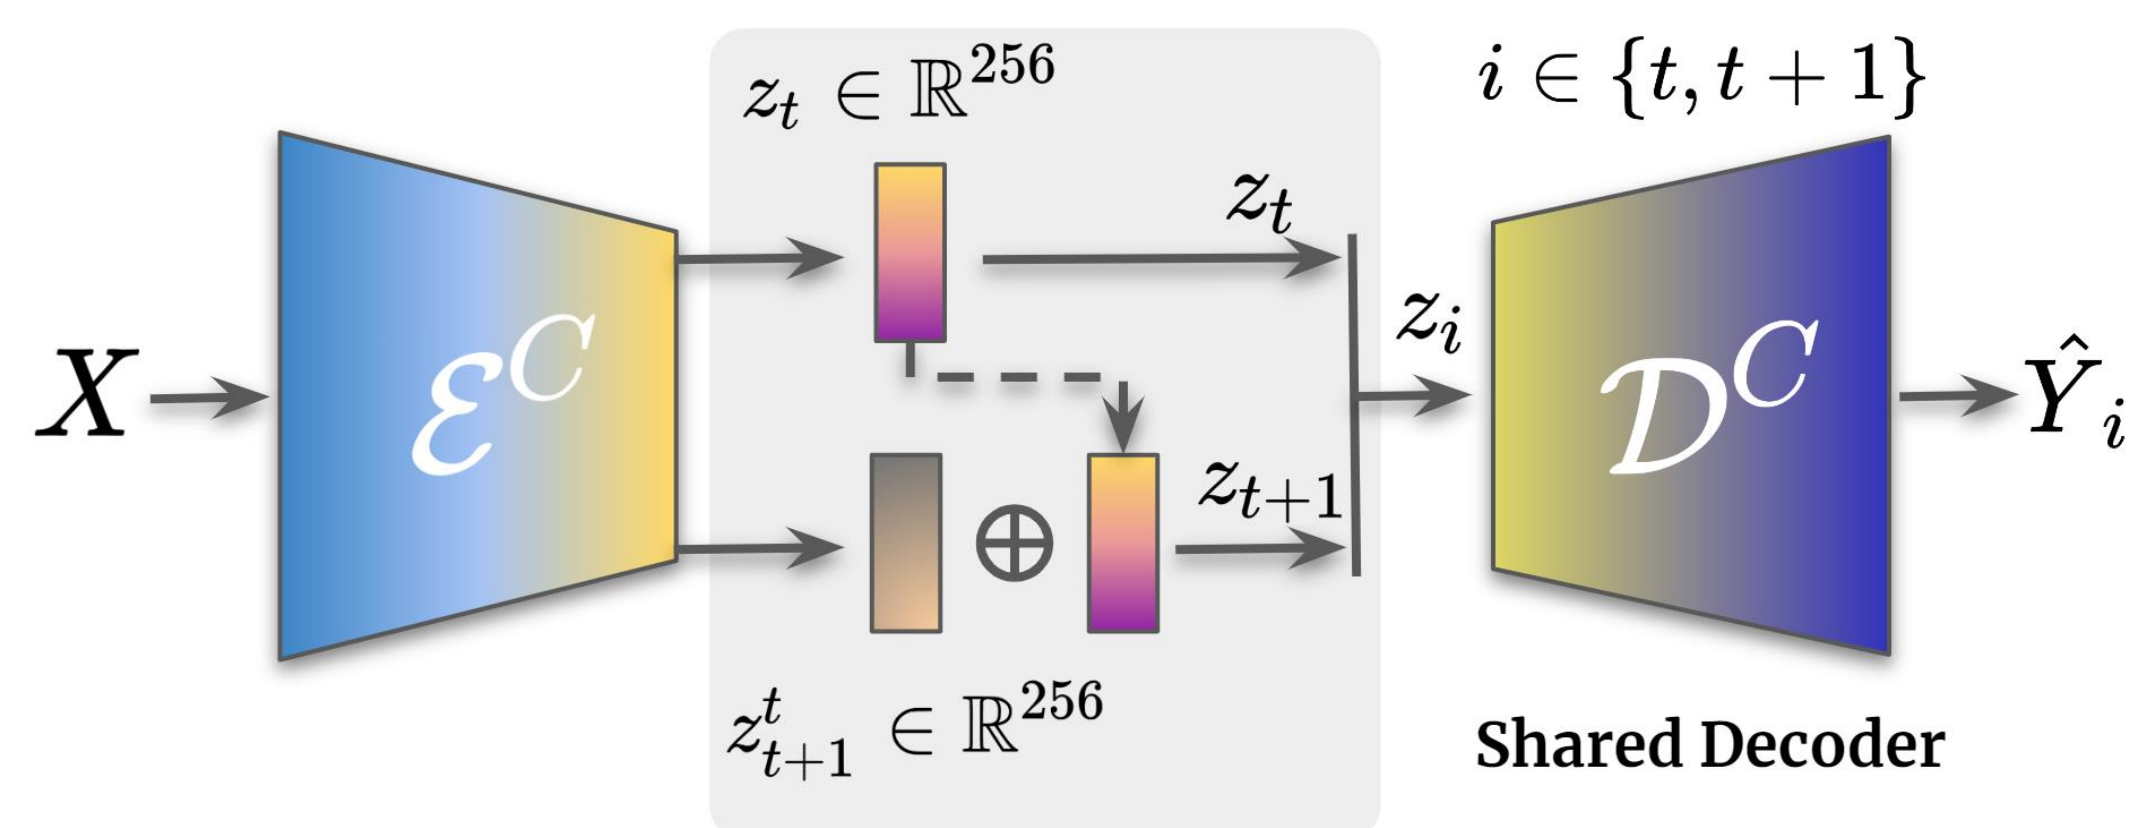 z_t ∈ ℝ^256
i ∈ {t, t + 1}
z_t
X
ℰ^C
z_i
𝒟^C
Ŷ_i
⊕
z_{t+1}
z^t_{t+1} ∈ ℝ^256
Shared Decoder